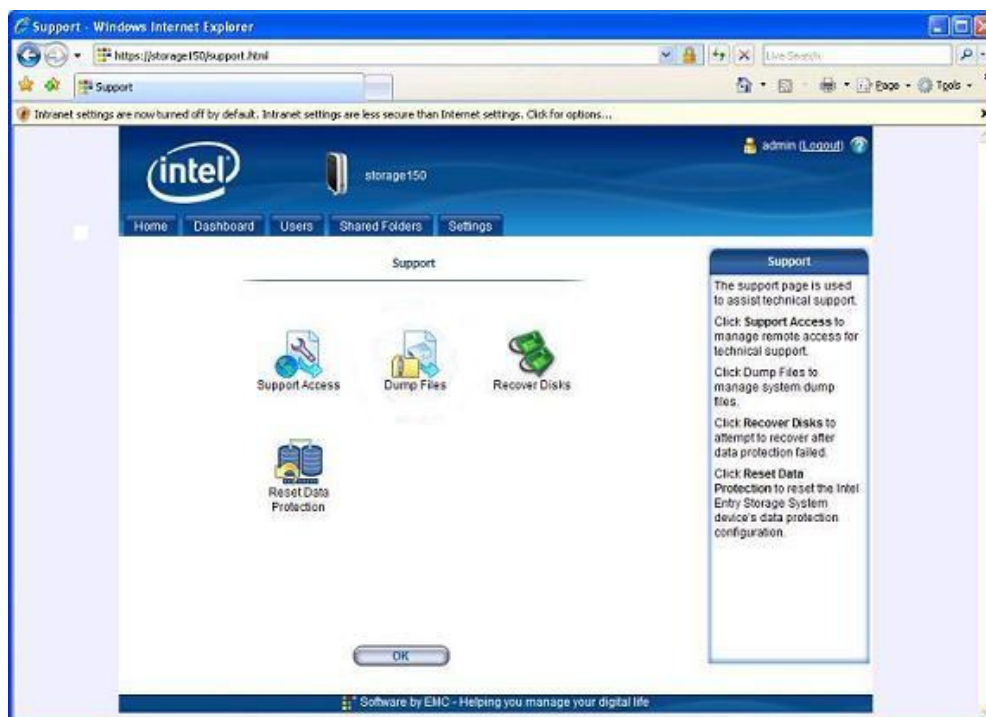 Support - Windows Internet Explorer
https://storage150/support.html
Live Search
Support
Page
Tools
Intranet settings are now turned off by default. Intranet settings are less secure than Internet settings. Click for options...
intel
storage150
admin (Logout)
Home
Dashboard
Users
Shared Folders
Settings
Support
Support Access
Dump Files
Recover Disks
Reset Data
Protection
OK
Support
The support page is used
to assist technical support.
Click Support Access to
manage remote access for
technical support.
Click Dump Files to
manage system dump
files.
Click Recover Disks to
attempt to recover after
data protection failed.
Click Reset Data
Protection to reset the Intel
Entry Storage System
device's data protection
configuration.
Software by EMC - Helping you manage your digital life